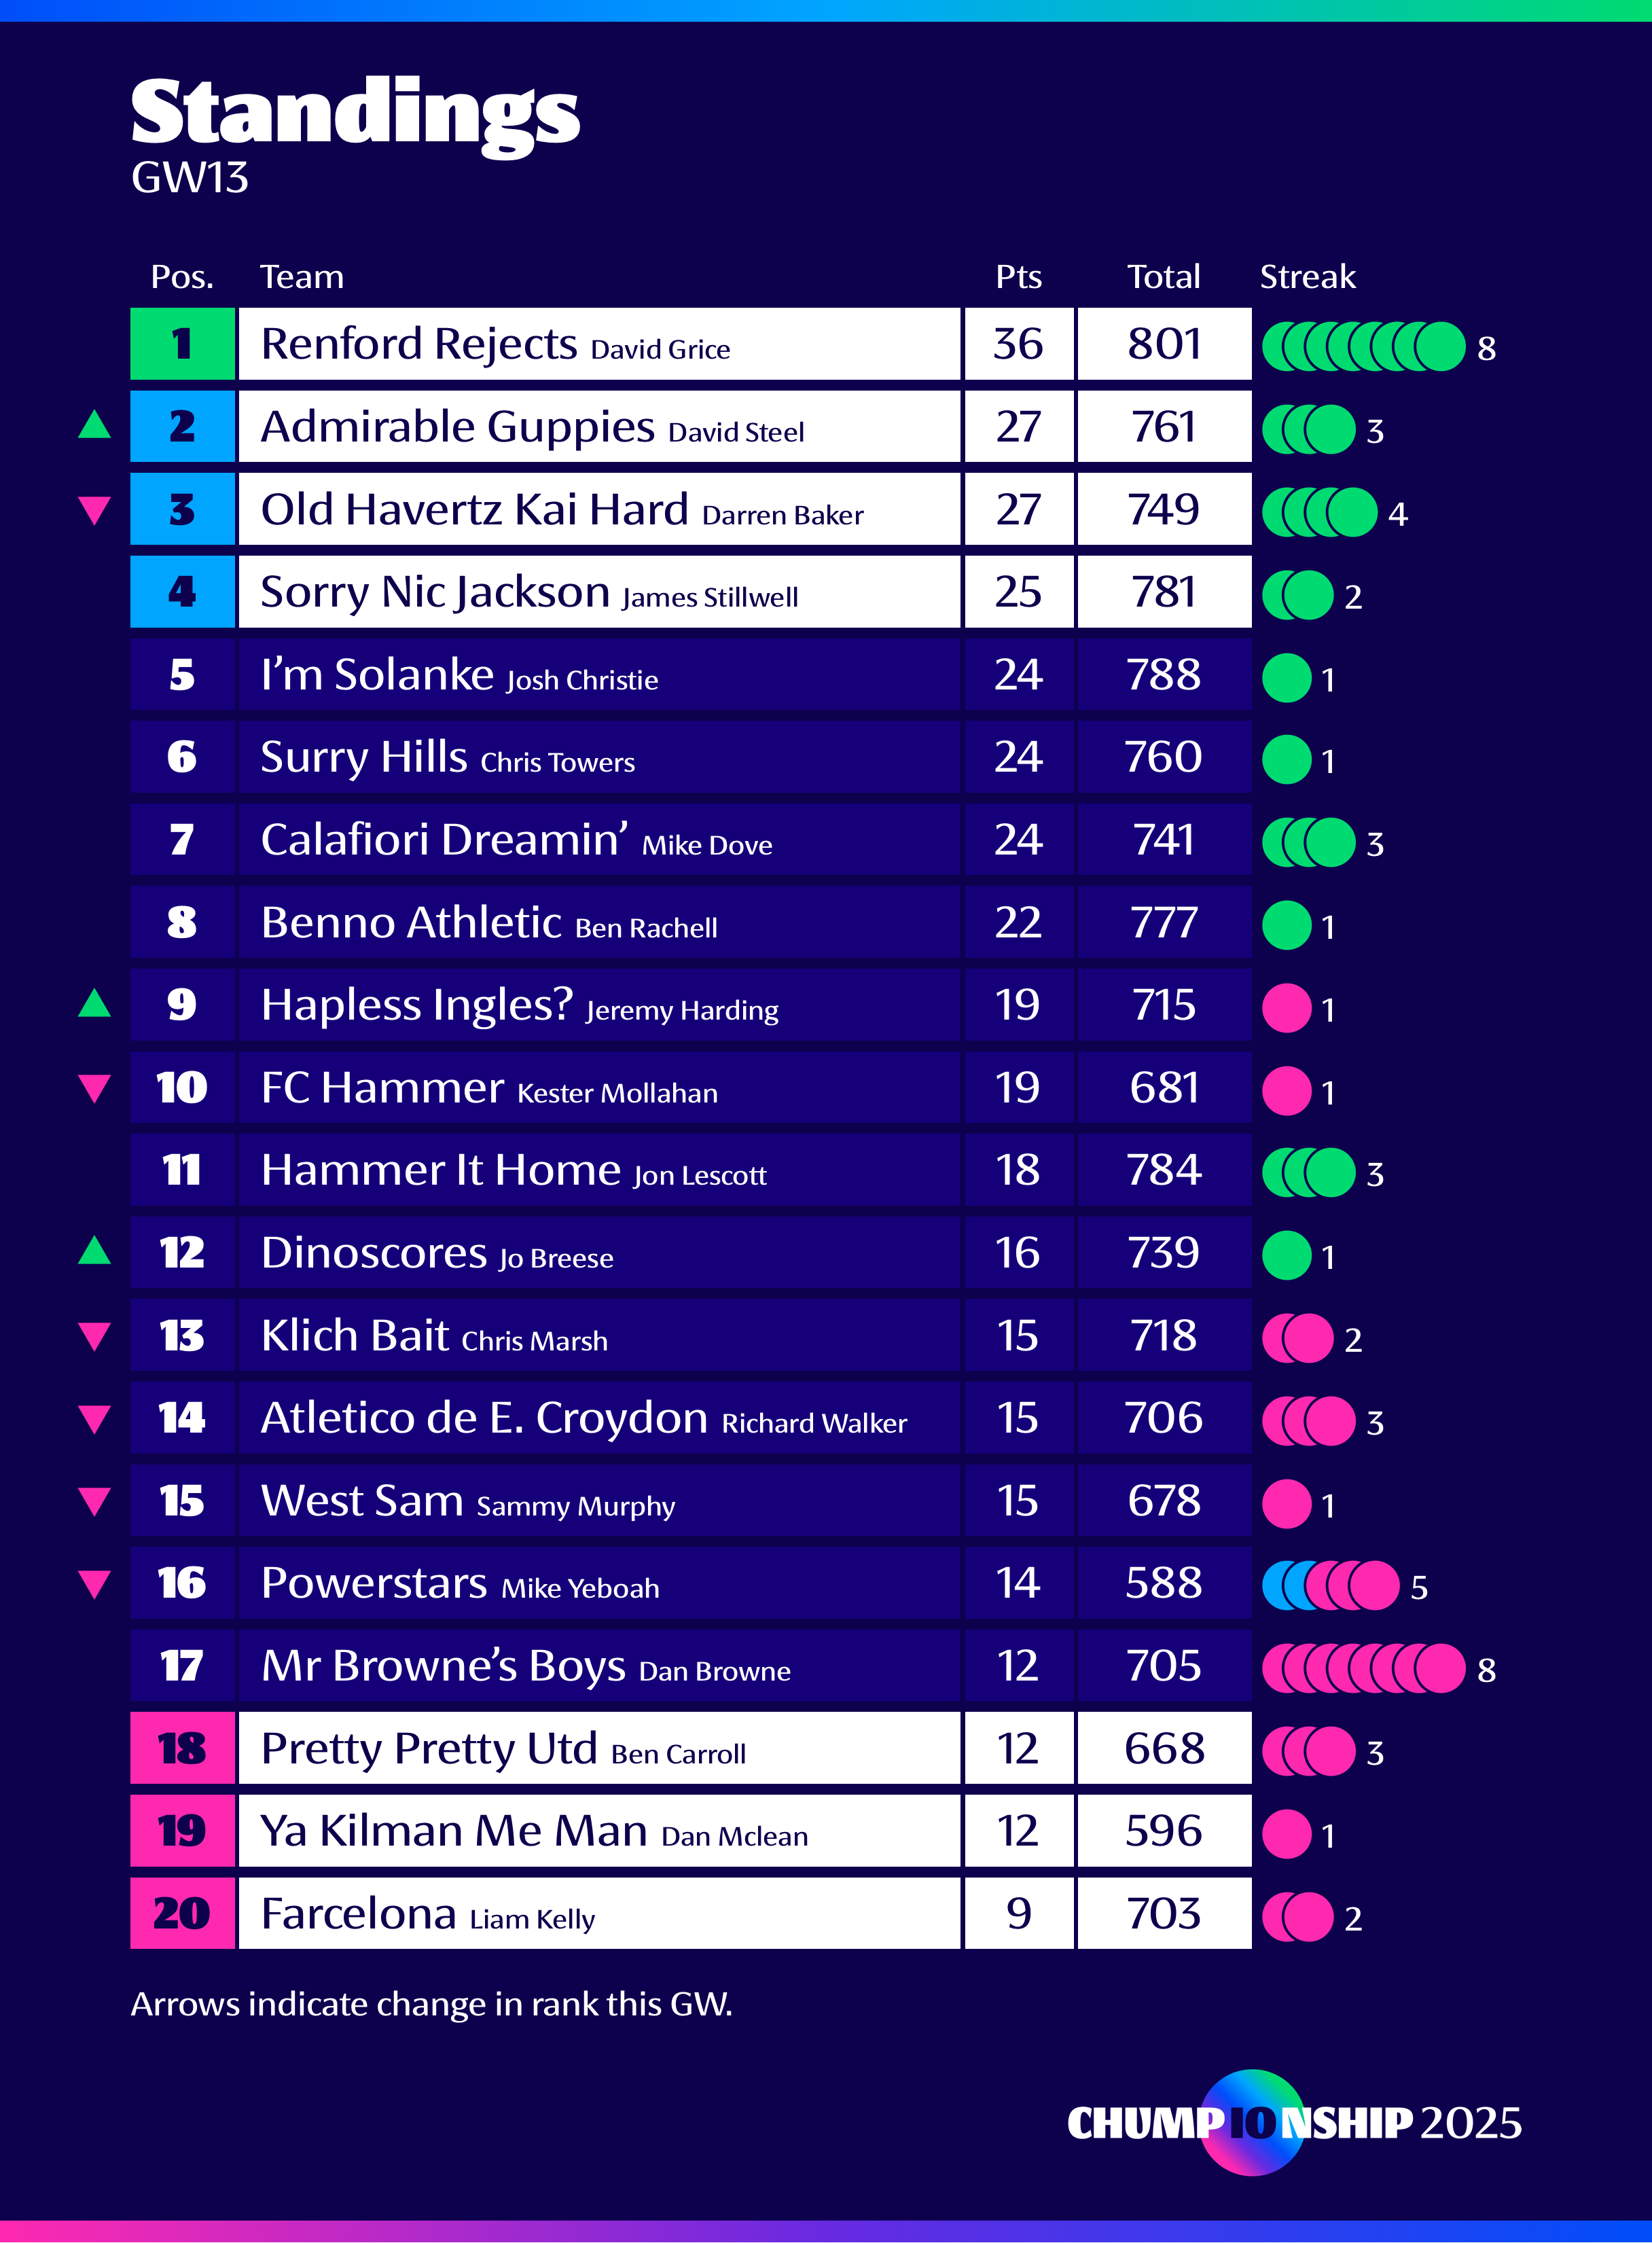 Standings
GW13
Pos. Team Pts Total Streak
1 Renford Rejects David Grice 36 801 8
2 Admirable Guppies David Steel 27 761 3
3 Old Havertz Kai Hard Darren Baker 27 749 4
4 Sorry Nic Jackson James Stillwell 25 781 2
5 I’m Solanke Josh Christie 24 788 1
6 Surry Hills Chris Towers 24 760 1
7 Calafiori Dreamin’ Mike Dove 24 741 3
8 Benno Athletic Ben Rachell 22 777 1
9 Hapless Ingles? Jeremy Harding 19 715 1
10 FC Hammer Kester Mollahan 19 681 1
11 Hammer It Home Jon Lescott 18 784 3
12 Dinoscores Jo Breese 16 739 1
13 Klich Bait Chris Marsh 15 718 2
14 Atletico de E. Croydon Richard Walker 15 706 3
15 West Sam Sammy Murphy 15 678 1
16 Powerstars Mike Yeboah 14 588 5
17 Mr Browne’s Boys Dan Browne 12 705 8
18 Pretty Pretty Utd Ben Carroll 12 668 3
19 Ya Kilman Me Man Dan Mclean 12 596 1
20 Farcelona Liam Kelly 9 703 2
Arrows indicate change in rank this GW.
CHUMPIONSHIP 2025